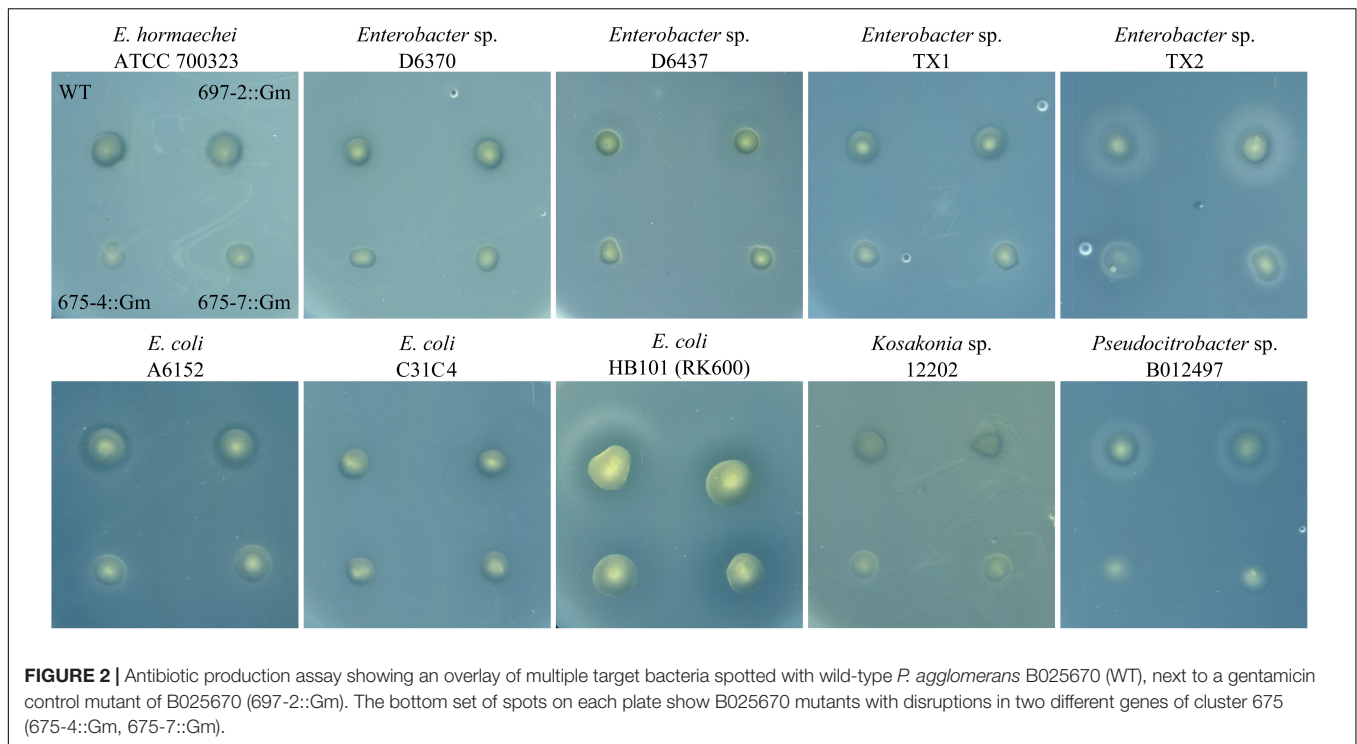 E. hormaechei
ATCC 700323
Enterobacter sp.
D6370
Enterobacter sp.
D6437
Enterobacter sp.
TX1
Enterobacter sp.
TX2
WT
697-2::Gm
675-4::Gm
675-7::Gm
E. coli
A6152
E. coli
C31C4
E. coli
HB101 (RK600)
Kosakonia sp.
12202
Pseudocitrobacter sp.
B012497
FIGURE 2 | Antibiotic production assay showing an overlay of multiple target bacteria spotted with wild-type P. agglomerans B025670 (WT), next to a gentamicin
control mutant of B025670 (697-2::Gm). The bottom set of spots on each plate show B025670 mutants with disruptions in two different genes of cluster 675
(675-4::Gm, 675-7::Gm).